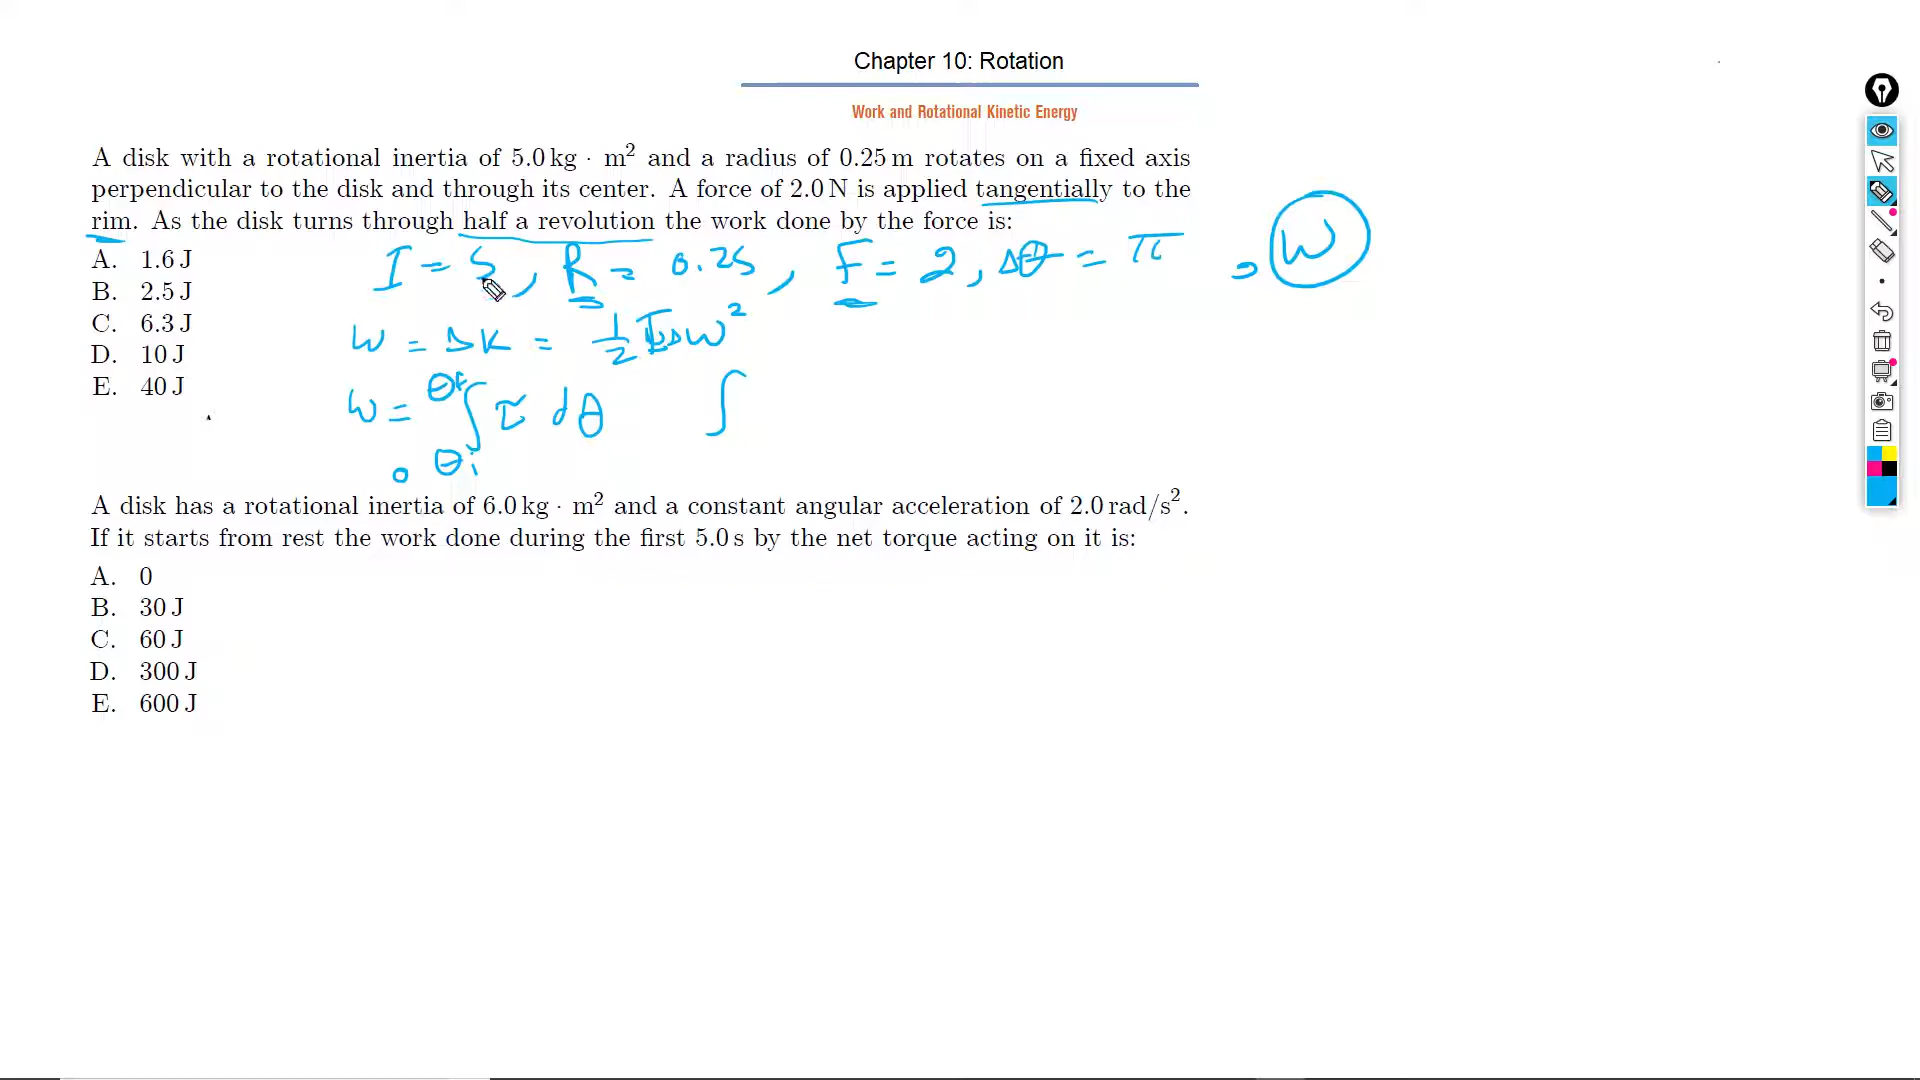 Chapter 10: Rotation
Work and Rotational Kinetic Energy
A disk with a rotational inertia of 5.0 kg · m² and a radius of 0.25 m rotates on a fixed axis
perpendicular to the disk and through its center. A force of 2.0 N is applied tangentially to the
rim. As the disk turns through half a revolution the work done by the force is:
A. 1.6 J
B. 2.5 J
C. 6.3 J
D. 10 J
E. 40 J
I = 5, R = 0.25, F = 2, Δθ = π, W
W = ΔK = 1/2 I Δω²
W = ∫ τ dθ ∫
θf
θi
A disk has a rotational inertia of 6.0 kg · m² and a constant angular acceleration of 2.0 rad/s².
If it starts from rest the work done during the first 5.0 s by the net torque acting on it is:
A. 0
B. 30 J
C. 60 J
D. 300 J
E. 600 J